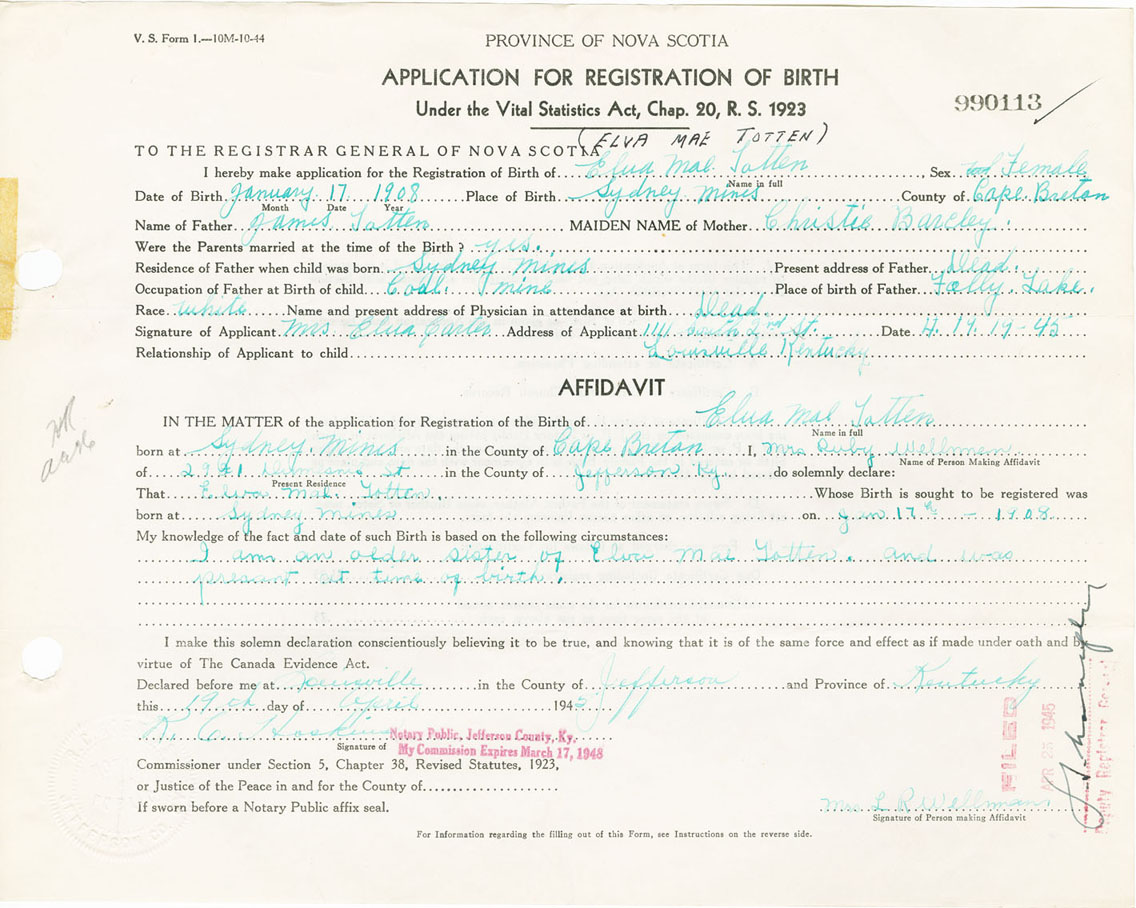 V. S. Form 1.—10M-10-44
PROVINCE OF NOVA SCOTIA
APPLICATION FOR REGISTRATION OF BIRTH
Under the Vital Statistics Act, Chap. 20, R. S. 1923
990113
(ELVA MAE TOTTEN)
TO THE REGISTRAR GENERAL OF NOVA SCOTIA
I hereby make application for the Registration of Birth of Elva Mae Totten Sex Female
Name in full
Date of Birth January 17 1908 Place of Birth Sydney Mines County of Cape Breton
Month Date Year
Name of Father James Totten MAIDEN NAME of Mother Christie Barcley.
Were the Parents married at the time of the Birth? yes.
Residence of Father when child was born Sydney Mines Present address of Father Dead.
Occupation of Father at Birth of child Coal mine Place of birth of Father Folly Lake.
Race White Name and present address of Physician in attendance at birth Dead
Signature of Applicant Mrs Elva Carter Address of Applicant 111 South 2nd St. Date 4. 19. 19-45
Relationship of Applicant to child Louisville Kentucky
AFFIDAVIT
IN THE MATTER of the application for Registration of the Birth of Elva Mae Totten
Name in full
born at Sydney Mines in the County of Cape Breton I, Mrs Ruby Wellman
Name of Person Making Affidavit
of 2941 St in the County of Jefferson Ky. do solemnly declare:
Present Residence
That Elva Mae Totten. Whose Birth is sought to be registered was
born at Sydney Mines on Jan 17th - 1908
My knowledge of the fact and date of such Birth is based on the following circumstances:
I am an older sister of Elva Mae Totten. and was
present at time of birth.
I make this solemn declaration conscientiously believing it to be true, and knowing that it is of the same force and effect as if made under oath and by
virtue of The Canada Evidence Act.
Declared before me at Louisville in the County of Jefferson and Province of Kentucky
this 19th day of April 1945
R. C. Hoskins
Notary Public, Jefferson County, Ky.
Signature of
My Commission Expires March 17, 1948
Commissioner under Section 5, Chapter 38, Revised Statutes, 1923,
or Justice of the Peace in and for the County of
If sworn before a Notary Public affix seal.
Mrs L R Wellman
Signature of Person making Affidavit
FILED
APR 25 1945
Deputy Registrar General
For Information regarding the filling out of this Form, see Instructions on the reverse side.